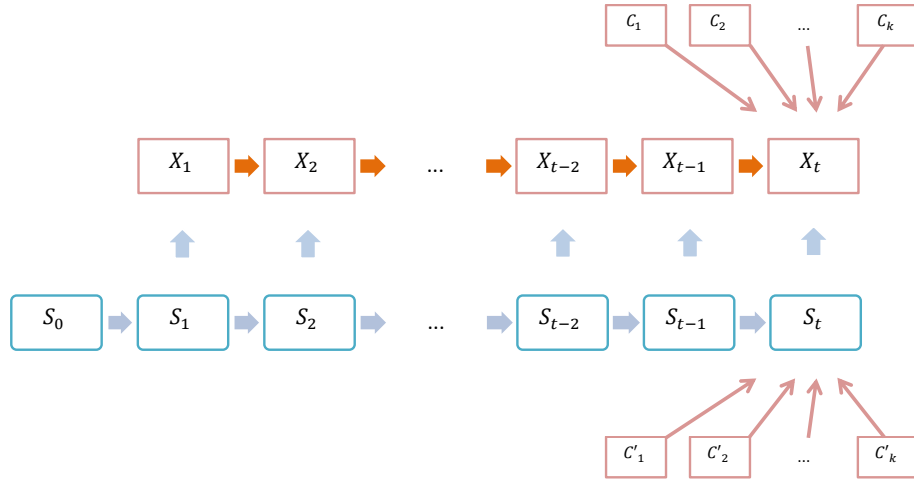 C₁ C₂ ... Cₖ
X₁ X₂ ... Xₜ₋₂ Xₜ₋₁ Xₜ
S₀ S₁ S₂ ... Sₜ₋₂ Sₜ₋₁ Sₜ
C'₁ C'₂ ... C'ₖ